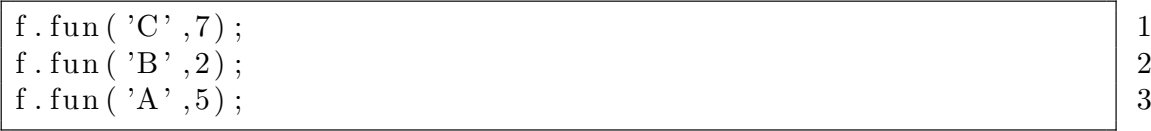 f.fun('C',7); 1
f.fun('B',2); 2
f.fun('A',5); 3